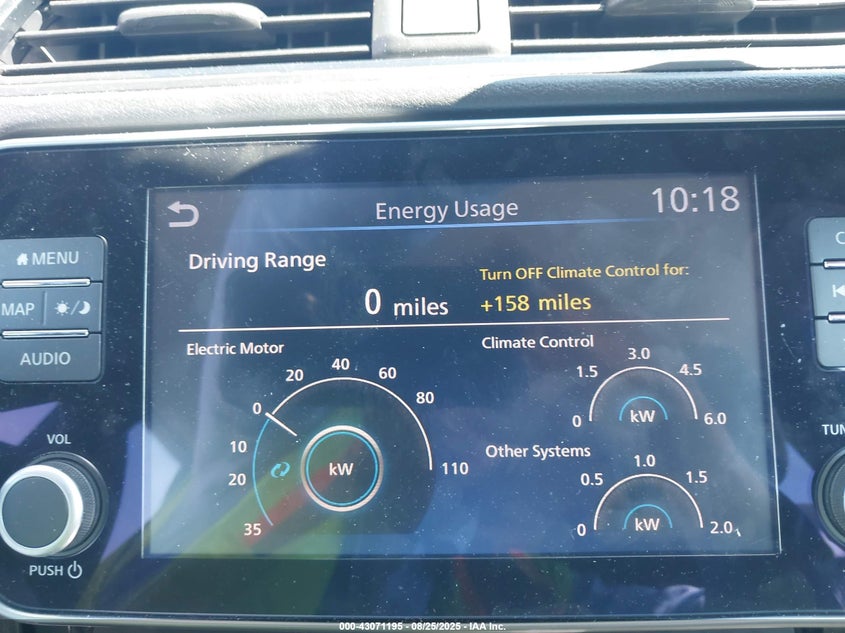 Energy Usage
10:18
Driving Range
0 miles
Turn OFF Climate Control for:
+158 miles
MENU
MAP
AUDIO
VOL
PUSH
Electric Motor
0
20
40
60
80
110
10
20
35
kW
Climate Control
0
1.5
3.0
4.5
6.0
kW
Other Systems
0
0.5
1.0
1.5
2.0
kW
TUN
000-43071195 - 08/25/2025 - IAA Inc.